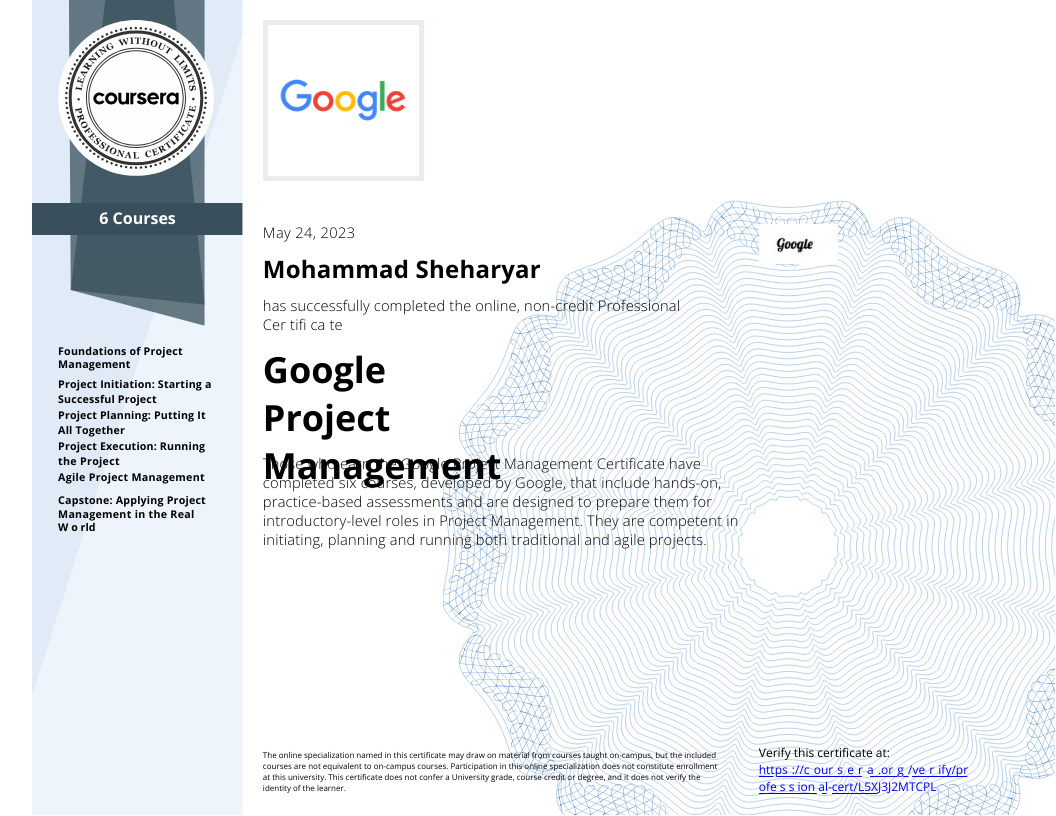 LEARNING WITHOUT LIMITS
coursera
PROFESSIONAL CERTIFICATE
6 Courses
Foundations of Project
Management
Project Initiation: Starting a
Successful Project
Project Planning: Putting It
All Together
Project Execution: Running
the Project
Agile Project Management
Capstone: Applying Project
Management in the Real
W o rld
Google
May 24, 2023
Mohammad Sheharyar
has successfully completed the online, non-credit Professional
Cer tifi ca te
Google
Project
Management
Those who earn the Google Project Management Certificate have
completed six courses, developed by Google, that include hands-on,
practice-based assessments and are designed to prepare them for
introductory-level roles in Project Management. They are competent in
initiating, planning and running both traditional and agile projects.
Google
The online specialization named in this certificate may draw on material from courses taught on-campus, but the included
courses are not equivalent to on-campus courses. Participation in this online specialization does not constitute enrollment
at this university. This certificate does not confer a University grade, course credit or degree, and it does not verify the
identity of the learner.
Verify this certificate at:
https ://c our s e r a .or g /ve r ify/pr
ofe s s ion al-cert/L5XJ3J2MTCPL